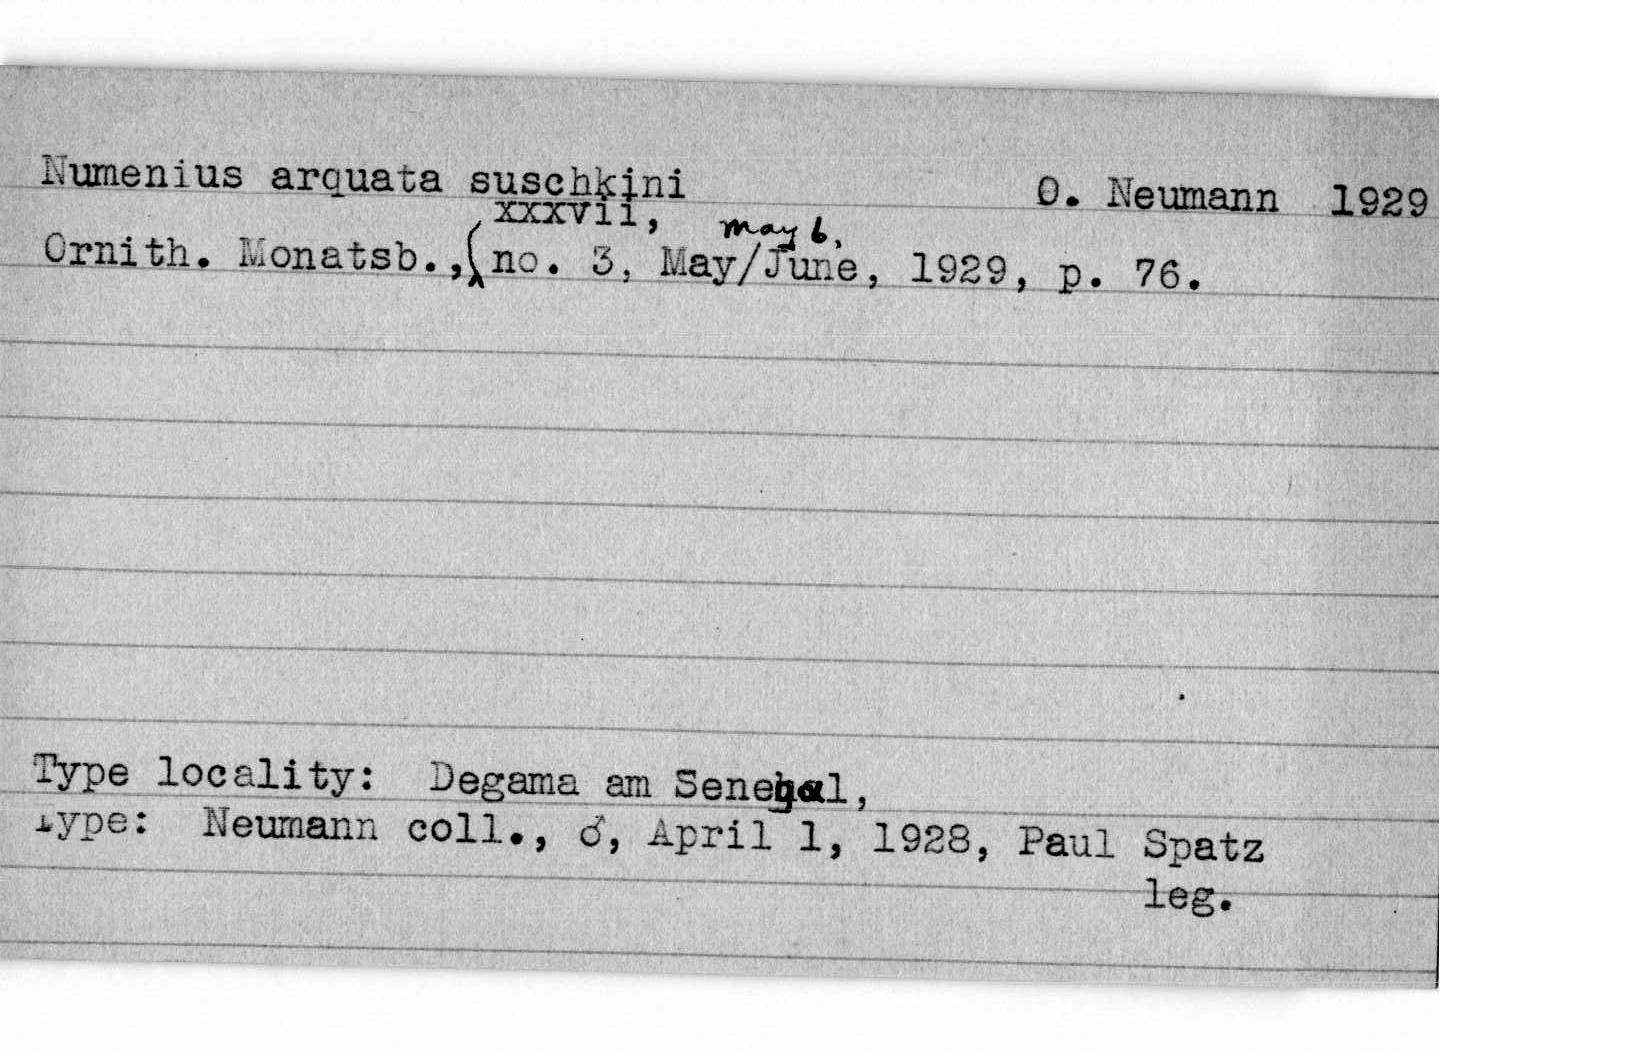 Numenius arquata suschkini O. Neumann 1929
xxxvii, May 6,
Ornith. Monatsb., no. 3, May/June, 1929, p. 76.
Type locality: Degama am Senegal,
Type: Neumann coll., ♂, April 1, 1928, Paul Spatz
leg.